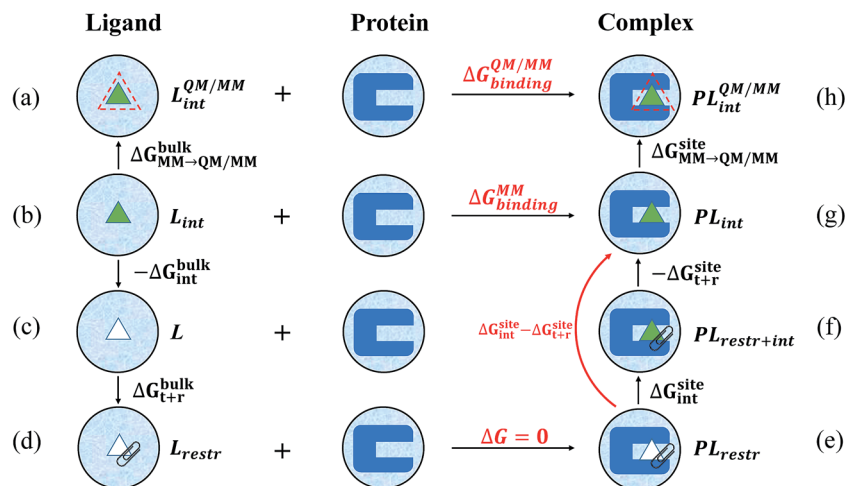 Ligand Protein Complex
(a) L_int^QM/MM + ΔG_binding^QM/MM PL_int^QM/MM (h)
ΔG_MM→QM/MM^bulk ΔG_MM→QM/MM^site
(b) L_int + ΔG_binding^MM PL_int (g)
−ΔG_int^bulk −ΔG_t+r^site
(c) L + ΔG_int^site−ΔG_t+r^site PL_restr+int (f)
ΔG_t+r^bulk ΔG_int^site
(d) L_restr + ΔG = 0 PL_restr (e)